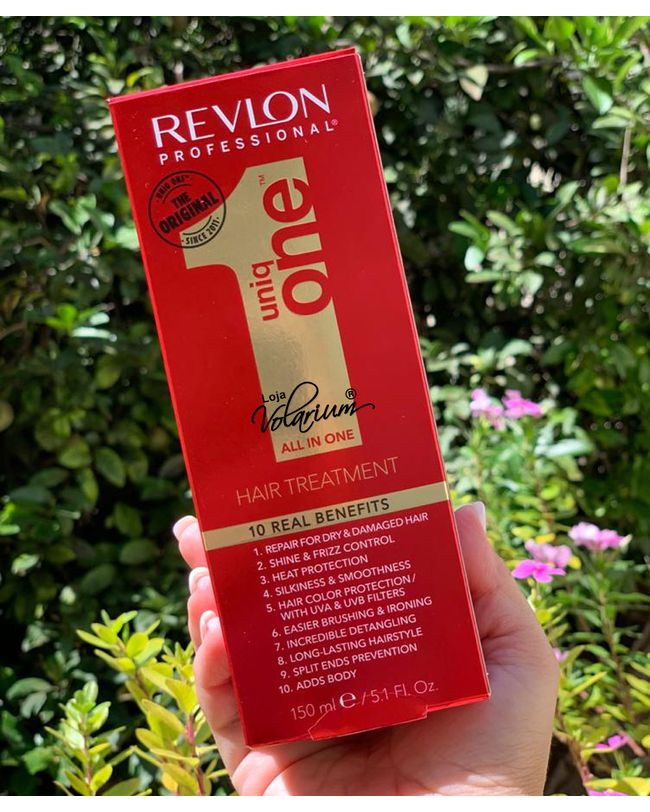 REVLON
PROFESSIONAL®
UNIQ ONE™
THE
ORIGINAL
SINCE 2011
uniq
one™
Loja
Volarium®
ALL IN ONE
HAIR TREATMENT
10 REAL BENEFITS
1. REPAIR FOR DRY & DAMAGED HAIR
2. SHINE & FRIZZ CONTROL
3. HEAT PROTECTION
4. SILKINESS & SMOOTHNESS
5. HAIR COLOR PROTECTION/
WITH UVA & UVB FILTERS
6. EASIER BRUSHING & IRONING
7. INCREDIBLE DETANGLING
8. LONG-LASTING HAIRSTYLE
9. SPLIT ENDS PREVENTION
10. ADDS BODY
150 ml ℮ / 5.1 Fl. Oz.